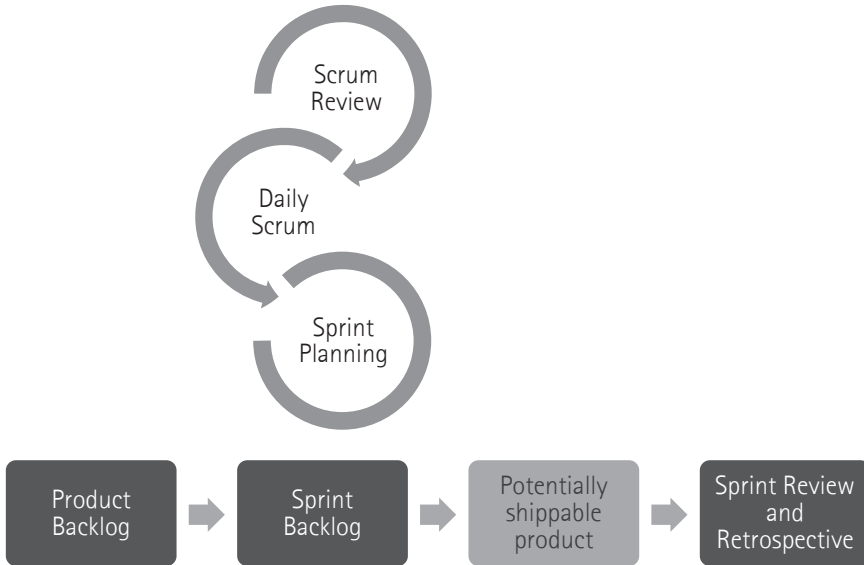 Scrum
Review
Daily
Scrum
Sprint
Planning
Product
Backlog
Sprint
Backlog
Potentially
shippable
product
Sprint Review
and
Retrospective